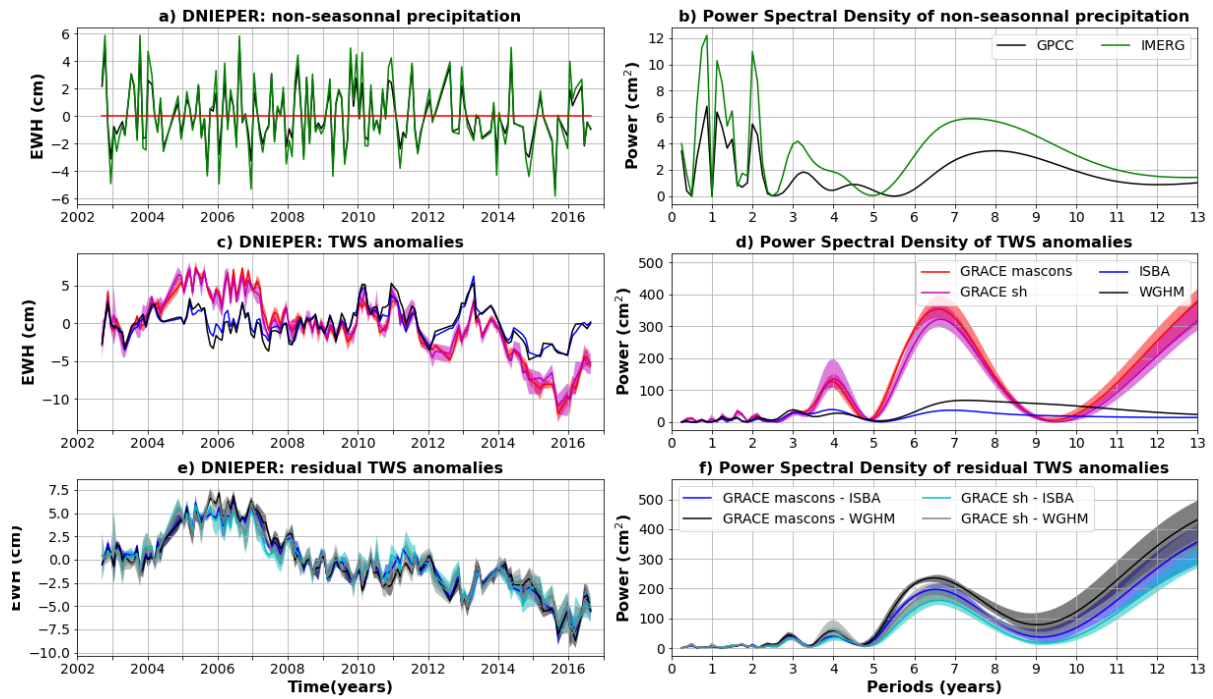 a) DNIEPER: non-seasonnal precipitation
EWH (cm)
6
4
2
0
−2
−4
−6
2002 2004 2006 2008 2010 2012 2014 2016
b) Power Spectral Density of non-seasonnal precipitation
Power (cm²)
12
10
8
6
4
2
0
GPCC IMERG
0 1 2 3 4 5 6 7 8 9 10 11 12 13
c) DNIEPER: TWS anomalies
EWH (cm)
5
0
−5
−10
2002 2004 2006 2008 2010 2012 2014 2016
d) Power Spectral Density of TWS anomalies
Power (cm²)
500
400
300
200
100
0
GRACE mascons ISBA
GRACE sh WGHM
0 1 2 3 4 5 6 7 8 9 10 11 12 13
e) DNIEPER: residual TWS anomalies
EWH (cm)
7.5
5.0
2.5
0.0
−2.5
−5.0
−7.5
−10.0
2002 2004 2006 2008 2010 2012 2014 2016
Time(years)
f) Power Spectral Density of residual TWS anomalies
Power (cm²)
500
400
300
200
100
0
GRACE mascons - ISBA GRACE sh - ISBA
GRACE mascons - WGHM GRACE sh - WGHM
0 1 2 3 4 5 6 7 8 9 10 11 12 13
Periods (years)